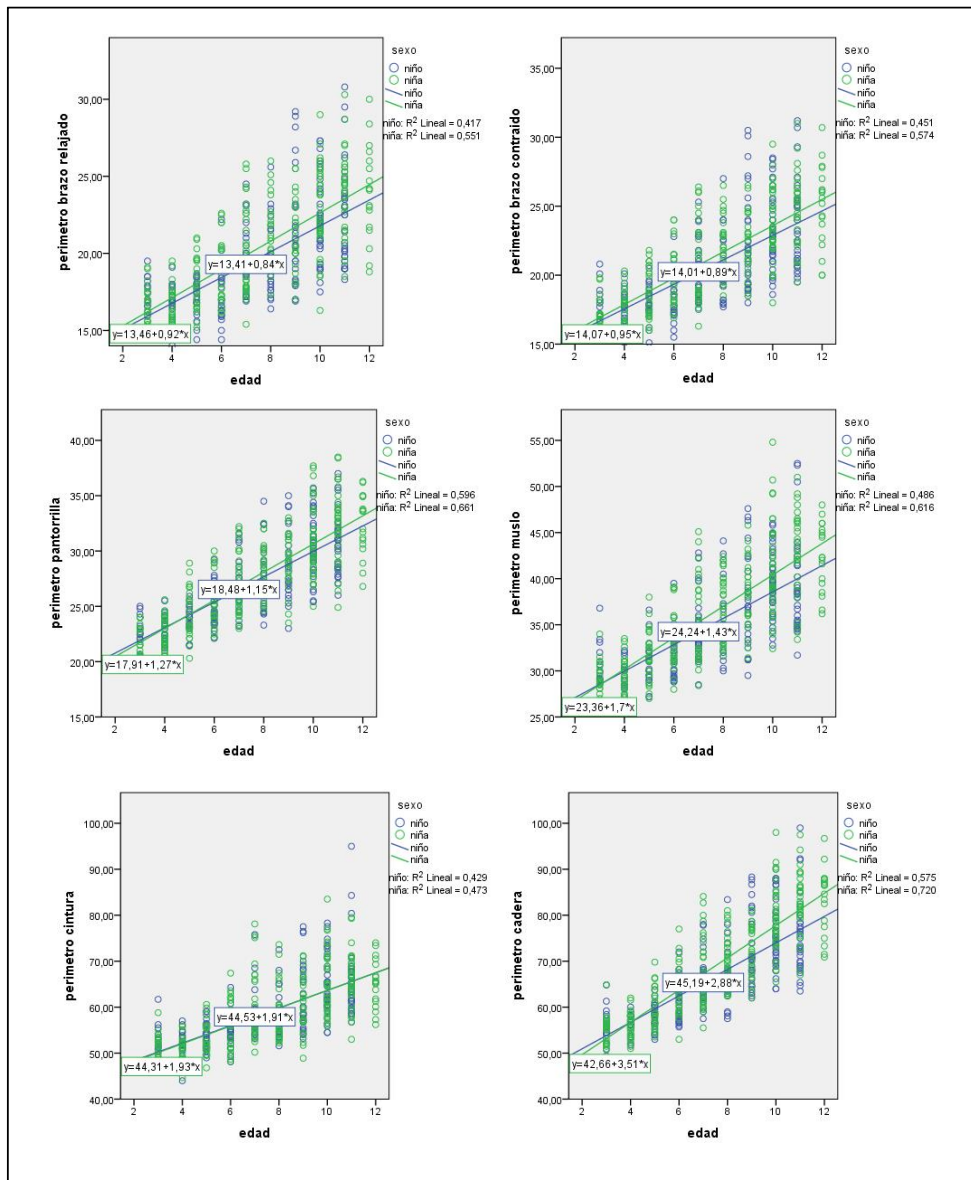 sexo
niño
niña
niño
niña
niño: R² Lineal = 0,417
niña: R² Lineal = 0,551
perimetro brazo relajado
30,00
25,00
20,00
15,00
y=13,41+0,84*x
y=13,46+0,92*x
2 4 6 8 10 12
edad
sexo
niño
niña
niño
niña
niño: R² Lineal = 0,451
niña: R² Lineal = 0,574
perimetro brazo contraido
35,00
30,00
25,00
20,00
15,00
y=14,01+0,89*x
y=14,07+0,95*x
2 4 6 8 10 12
edad
sexo
niño
niña
niño
niña
niño: R² Lineal = 0,596
niña: R² Lineal = 0,661
perimetro pantorrilla
40,00
35,00
30,00
25,00
20,00
15,00
y=18,48+1,15*x
y=17,91+1,27*x
2 4 6 8 10 12
edad
sexo
niño
niña
niño
niña
niño: R² Lineal = 0,486
niña: R² Lineal = 0,616
perimetro muslo
55,00
50,00
45,00
40,00
35,00
30,00
25,00
y=24,24+1,43*x
y=23,36+1,7*x
2 4 6 8 10 12
edad
sexo
niño
niña
niño
niña
niño: R² Lineal = 0,429
niña: R² Lineal = 0,473
perimetro cintura
100,00
90,00
80,00
70,00
60,00
50,00
40,00
y=44,53+1,91*x
y=44,31+1,93*x
2 4 6 8 10 12
edad
sexo
niño
niña
niño
niña
niño: R² Lineal = 0,575
niña: R² Lineal = 0,720
perimetro cadera
100,00
90,00
80,00
70,00
60,00
50,00
40,00
y=45,19+2,88*x
y=42,66+3,51*x
2 4 6 8 10 12
edad